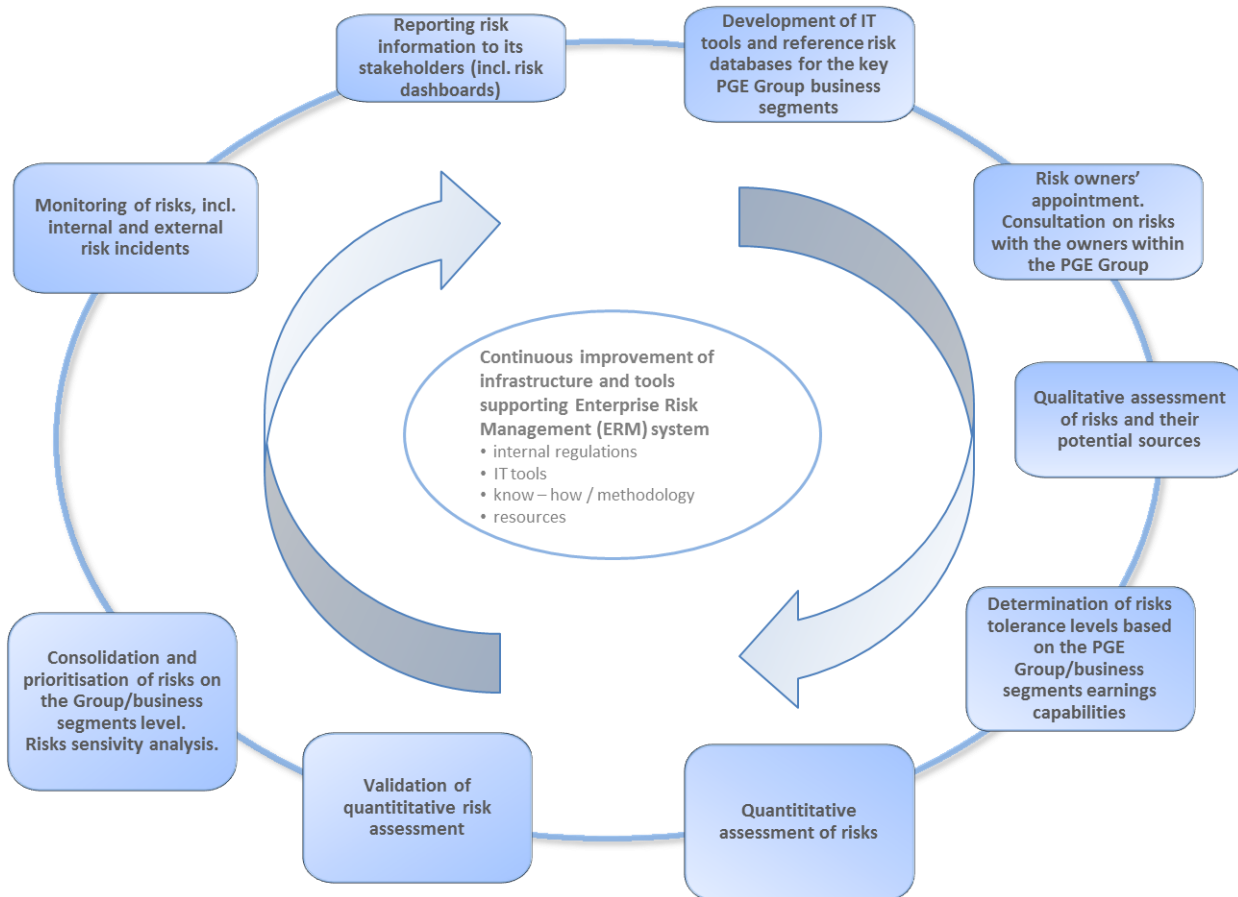 Reporting risk
information to its
stakeholders (incl. risk
dashboards)
Development of IT
tools and reference risk
databases for the key
PGE Group business
segments
Monitoring of risks, incl.
internal and external
risk incidents
Risk owners’
appointment.
Consultation on risks
with the owners within
the PGE Group
Continuous improvement of
infrastructure and tools
supporting Enterprise Risk
Management (ERM) system
• internal regulations
• IT tools
• know – how / methodology
• resources
Qualitative assessment
of risks and their
potential sources
Determination of risks
tolerance levels based
on the PGE
Group/business
segments earnings
capabilities
Consolidation and
prioritisation of risks on
the Group/business
segments level.
Risks sensivity analysis.
Validation of
quantititative risk
assessment
Quantititative
assessment of risks